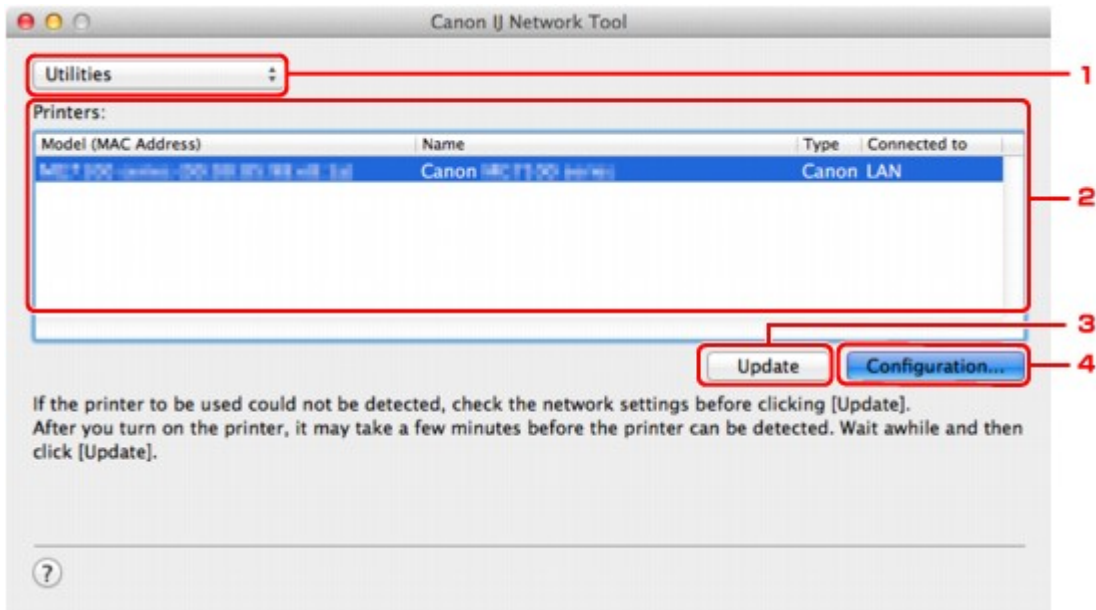 Canon IJ Network Tool
Utilities
1
Printers:
Model (MAC Address) Name Type Connected to
Canon Canon LAN
2
3
Update Configuration...
4
If the printer to be used could not be detected, check the network settings before clicking [Update].
After you turn on the printer, it may take a few minutes before the printer can be detected. Wait awhile and then
click [Update].
?